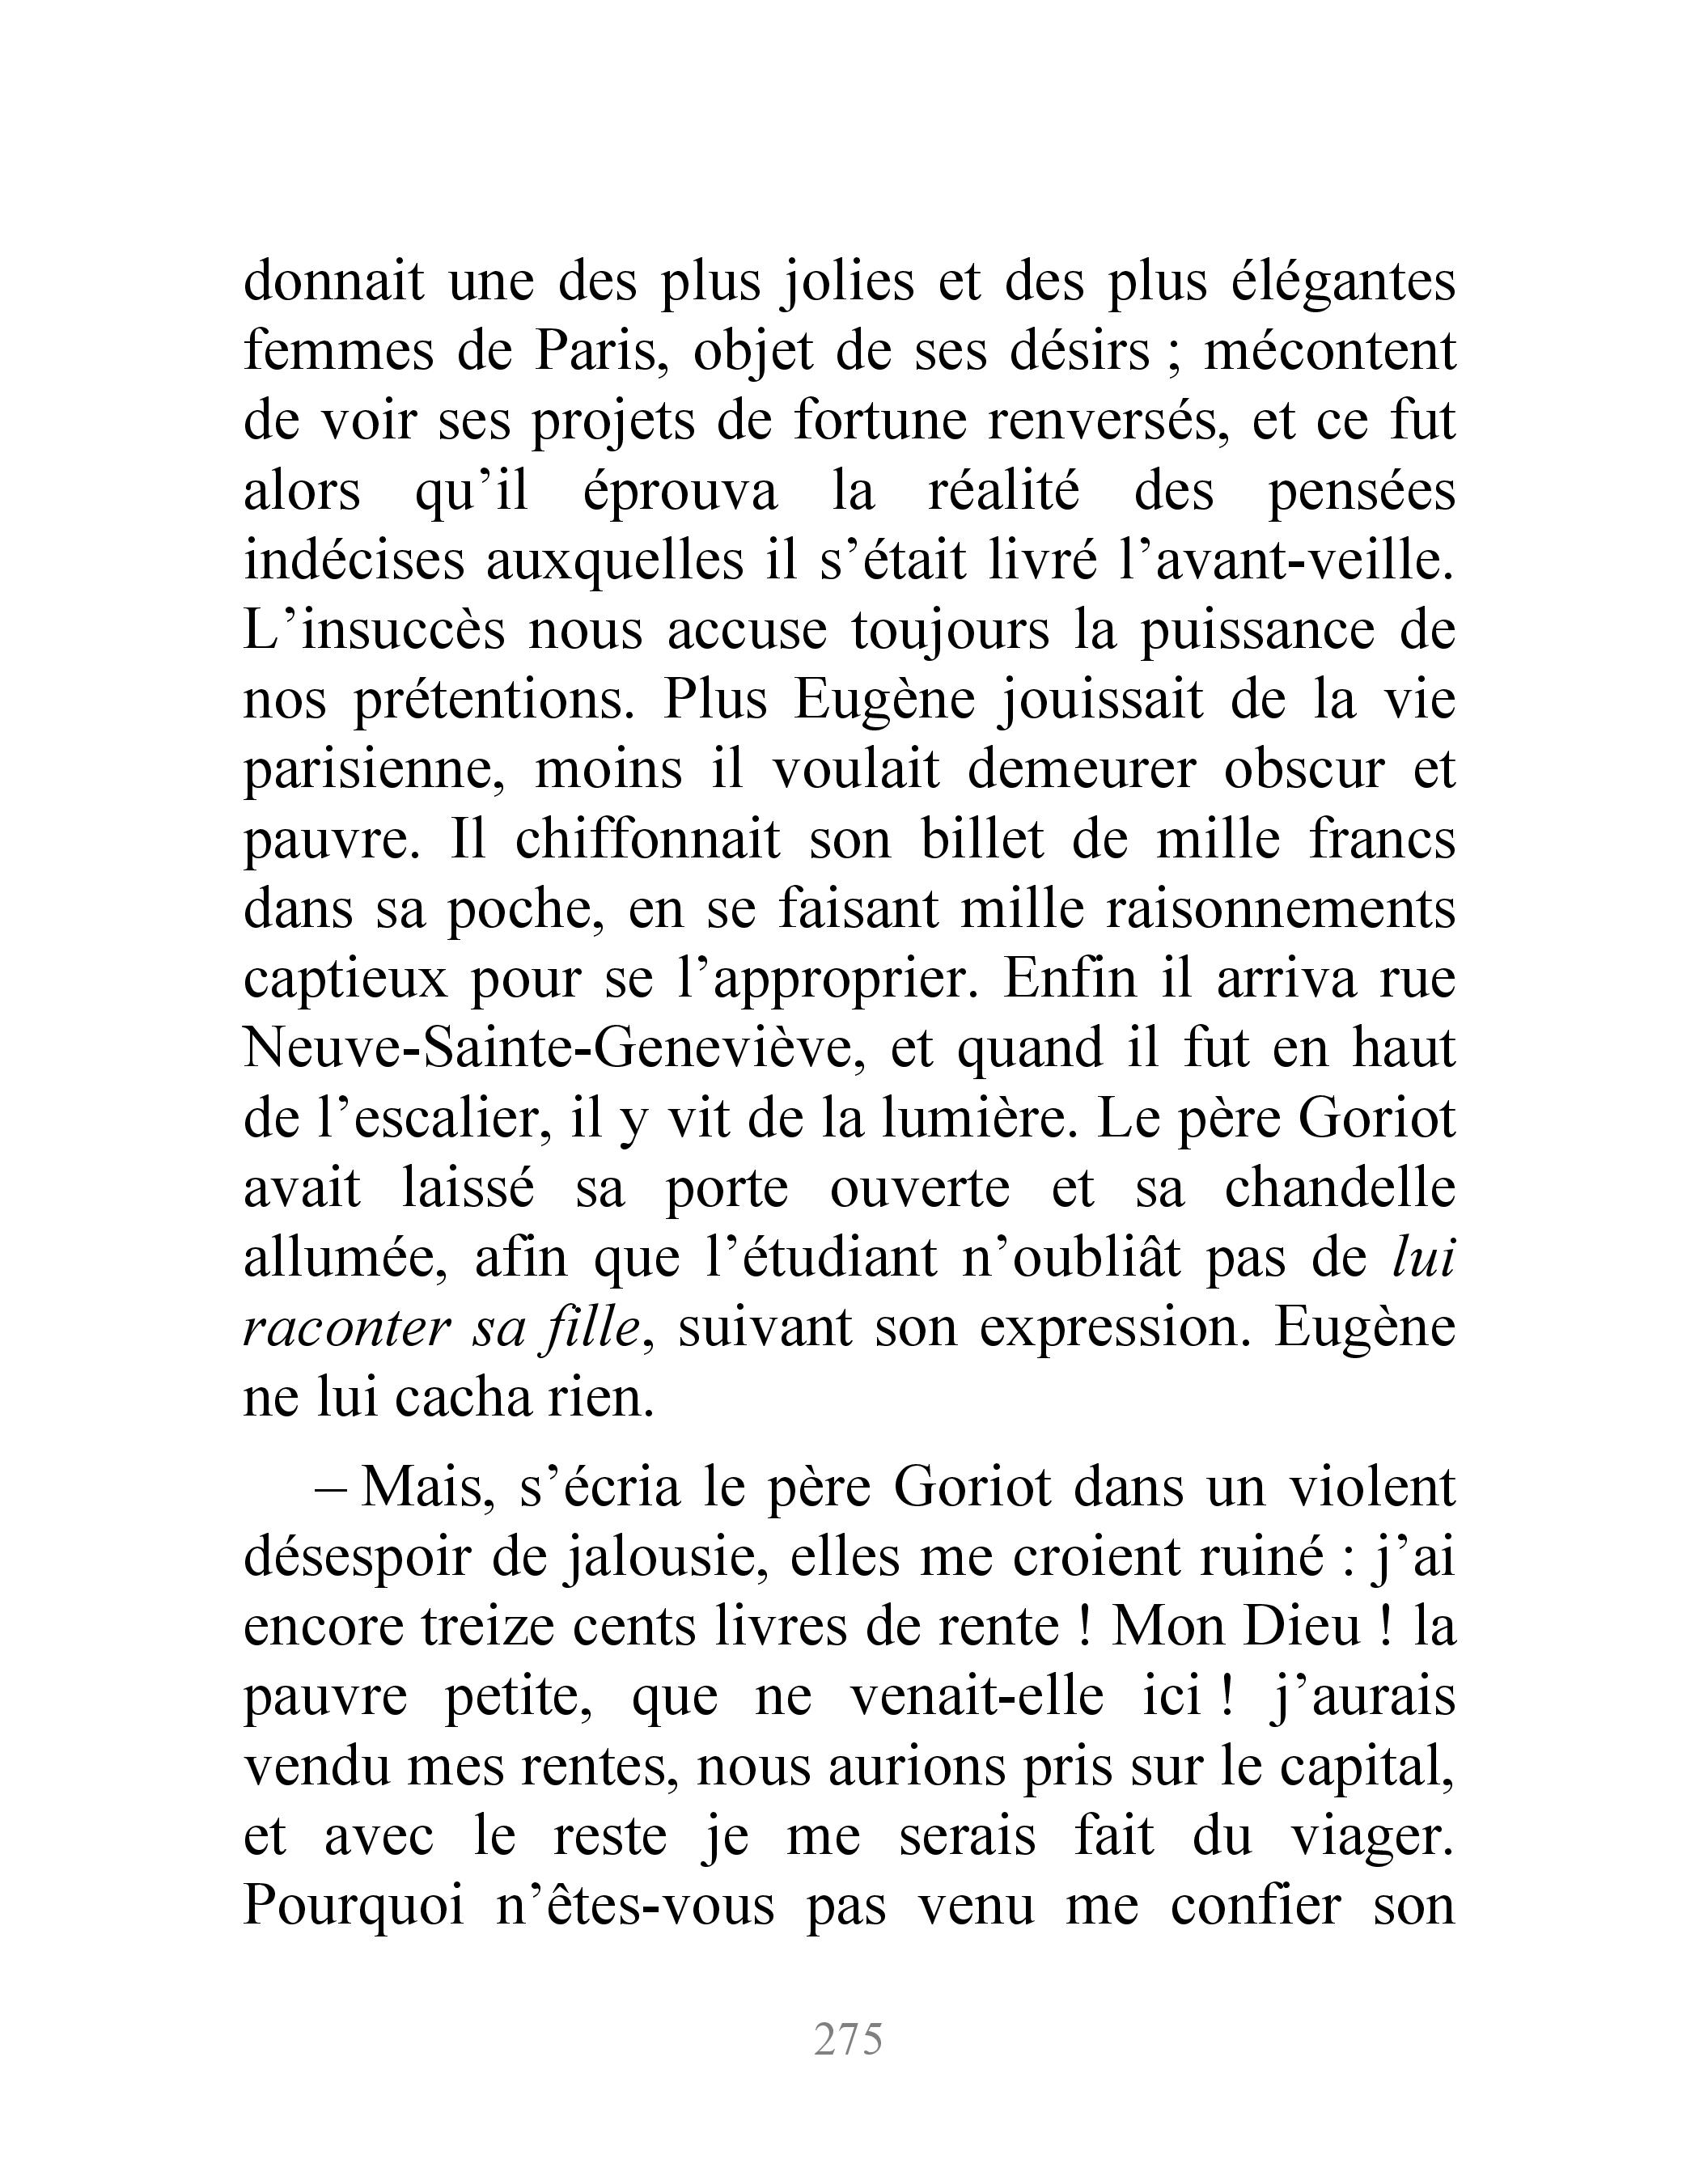 donnait une des plus jolies et des plus élégantes
femmes de Paris, objet de ses désirs ; mécontent
de voir ses projets de fortune renversés, et ce fut
alors qu’il éprouva la réalité des pensées
indécises auxquelles il s’était livré l’avant-veille.
L’insuccès nous accuse toujours la puissance de
nos prétentions. Plus Eugène jouissait de la vie
parisienne, moins il voulait demeurer obscur et
pauvre. Il chiffonnait son billet de mille francs
dans sa poche, en se faisant mille raisonnements
captieux pour se l’approprier. Enfin il arriva rue
Neuve-Sainte-Geneviève, et quand il fut en haut
de l’escalier, il y vit de la lumière. Le père Goriot
avait laissé sa porte ouverte et sa chandelle
allumée, afin que l’étudiant n’oubliât pas de lui
raconter sa fille, suivant son expression. Eugène
ne lui cacha rien.
– Mais, s’écria le père Goriot dans un violent
désespoir de jalousie, elles me croient ruiné : j’ai
encore treize cents livres de rente ! Mon Dieu ! la
pauvre petite, que ne venait-elle ici ! j’aurais
vendu mes rentes, nous aurions pris sur le capital,
et avec le reste je me serais fait du viager.
Pourquoi n’êtes-vous pas venu me confier son
275